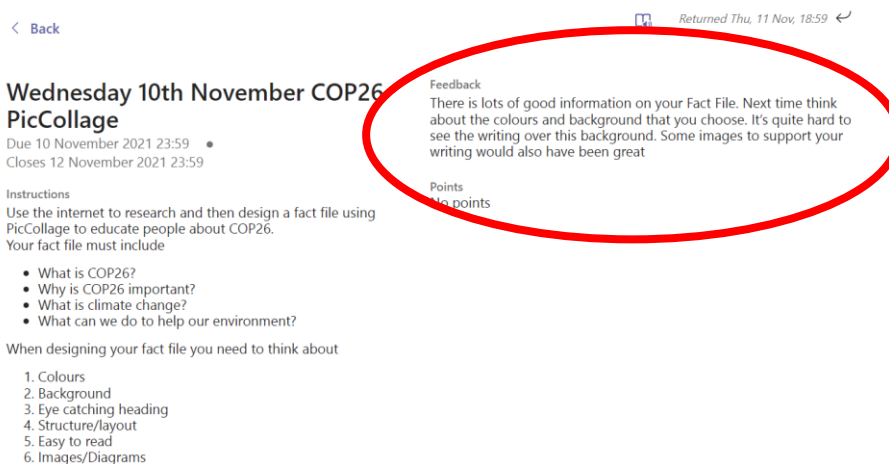 Back
Returned Thu, 11 Nov, 18:59
Wednesday 10th November COP26
PicCollage
Due 10 November 2021 23:59
Closes 12 November 2021 23:59
Instructions
Use the internet to research and then design a fact file using
PicCollage to educate people about COP26.
Your fact file must include
• What is COP26?
• Why is COP26 important?
• What is climate change?
• What can we do to help our environment?
When designing your fact file you need to think about
1. Colours
2. Background
3. Eye catching heading
4. Structure/layout
5. Easy to read
6. Images/Diagrams
Feedback
There is lots of good information on your Fact File. Next time think
about the colours and background that you choose. It's quite hard to
see the writing over this background. Some images to support your
writing would also have been great
Points
No points